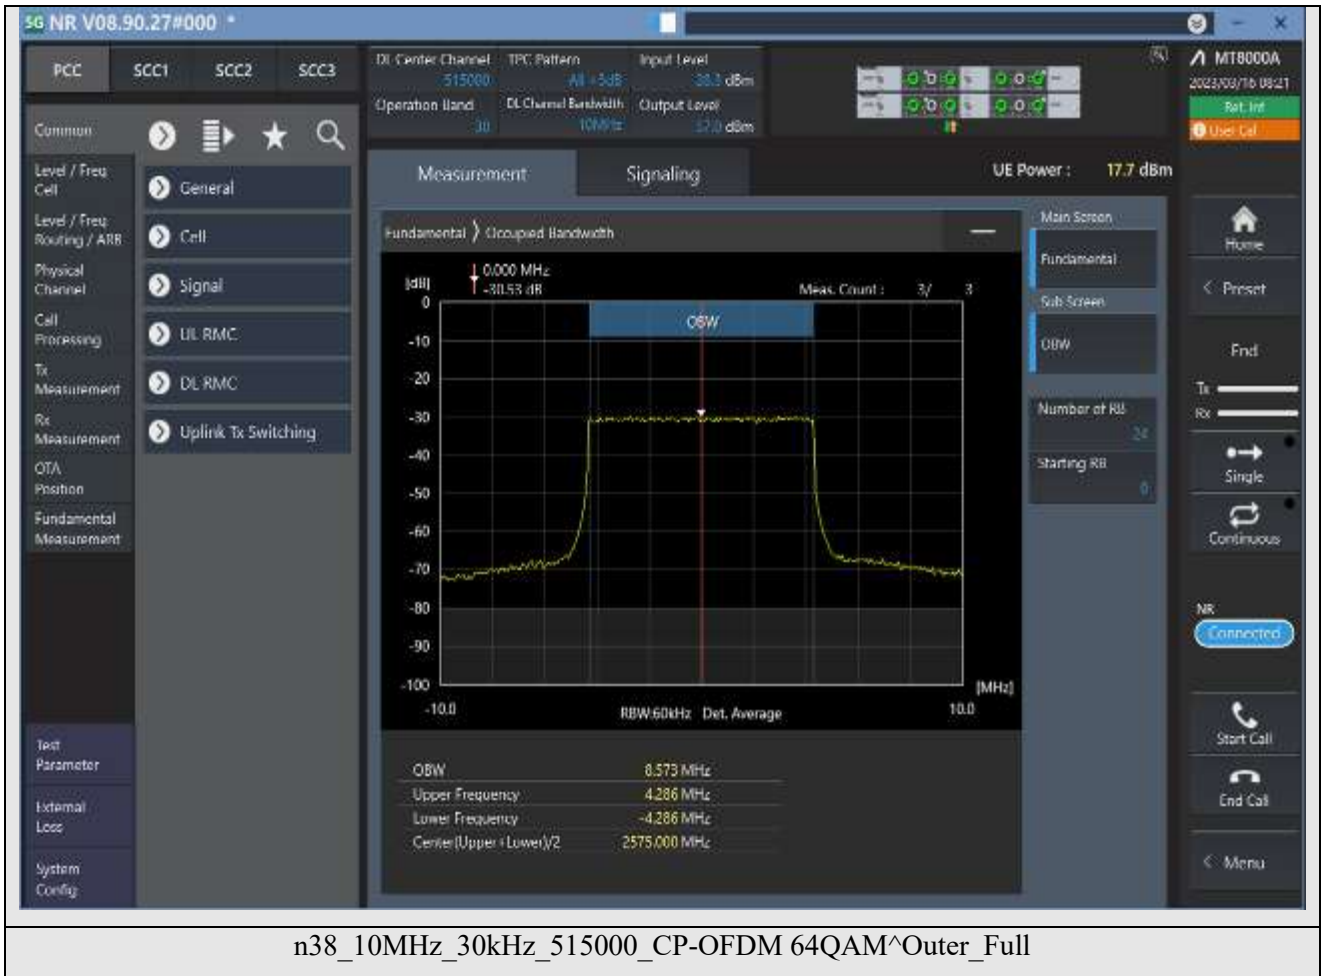 SG NR V08.90.27#000 *
PCC SCC1 SCC2 SCC3
DL Center Channel TPC Pattern Input Level
515000 All +3dB dBm
Operation Band DL Channel Bandwidth Output Level
10MHz dBm
MT8000A
2023/03/16 08:21
Ref. Int
User Cal
Common
Level / Freq.
Cell
Level / Freq.
Routing / ARB
Physical
Channel
Call
Processing
Tx
Measurement
Rx
Measurement
OTA
Position
Fundamental
Measurement
Test
Parameter
External
Loss
System
Config
General
Cell
Signal
UL RMC
DL RMC
Uplink Tx Switching
Measurement Signaling UE Power : 17.7 dBm
Fundamental Occupied Bandwidth
[dB] 0.000 MHz
-30.53 dB Meas. Count : 3/ 3
OBW
0
-10
-20
-30
-40
-50
-60
-70
-80
-90
-100
[MHz]
-10.0 RBW:60kHz Det. Average 10.0
OBW 8.573 MHz
Upper Frequency 4.286 MHz
Lower Frequency -4.286 MHz
Center(Upper+Lower)/2 2575.000 MHz
Main Screen
Fundamental
Sub Screen
OBW
Number of RB
24
Starting RB
0
Home
Preset
End
Tx
Rx
Single
Continuous
NR
Connected
Start Call
End Call
Menu
n38_10MHz_30kHz_515000_CP-OFDM 64QAM^Outer_Full